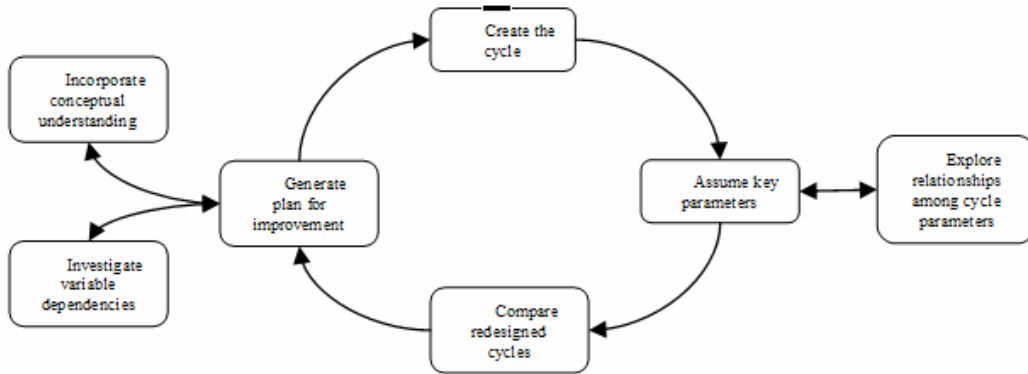 Create the
cycle
Incorporate
conceptual
understanding
Generate
plan for
improvement
Assume key
parameters
Explore
relationships
among cycle
parameters
Investigate
variable
dependencies
Compare
redesigned
cycles